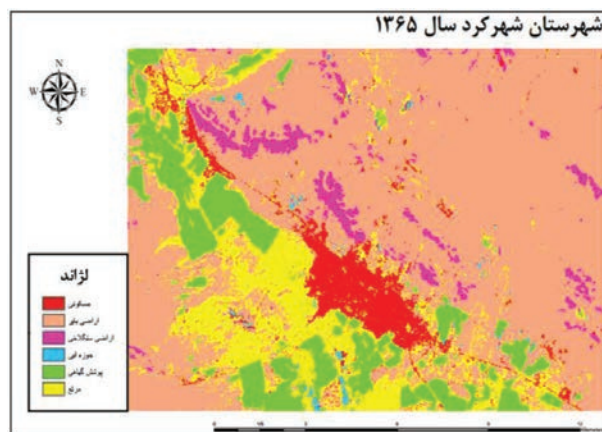 شهرستان شهرکرد سال ۱۳۶۵
N
W E
S
لژاند
مسکونی
اراضی بایر
اراضی سنگلاخی
حوزه آبی
پوشش گیاهی
مرتع